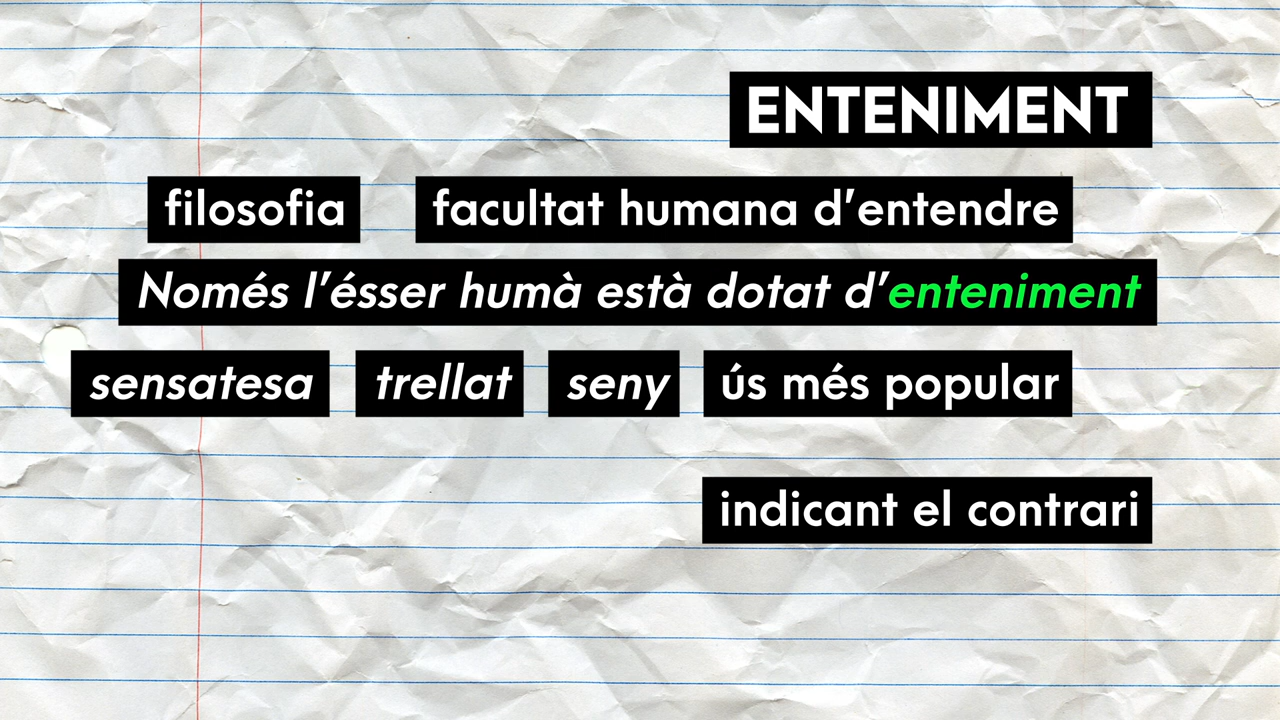 ENTENIMENT
filosofia facultat humana d’entendre
Només l’ésser humà està dotat d’enteniment
sensatesa trellat seny ús més popular
indicant el contrari